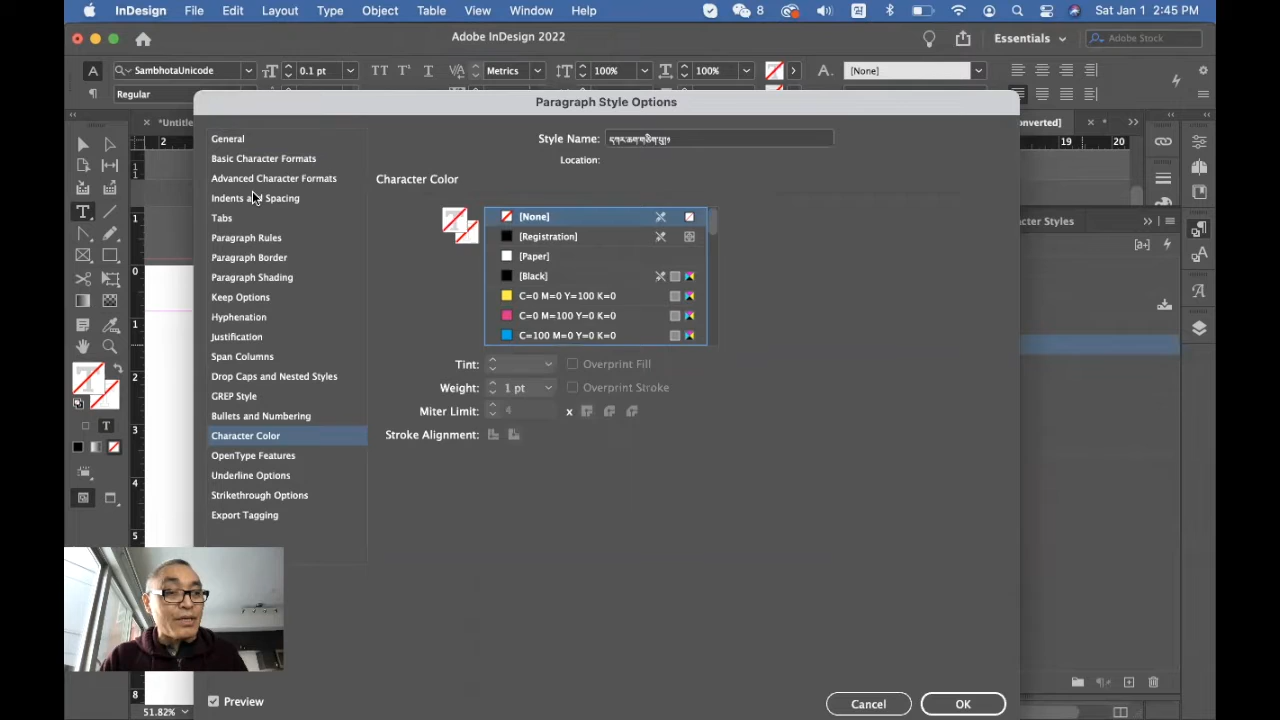 InDesign File Edit Layout Type Object Table View Window Help Sat Jan 1 2:45 PM
Adobe InDesign 2022 Essentials Adobe Stock
A SambhotaUnicode 0.1 pt Metrics 100% 100% A. [None]
Regular
Paragraph Style Options
*Untitu onverted]
2 19 20
General
Style Name:
Location:
Basic Character Formats
Advanced Character Formats
Character Color
Indents and Spacing
Tabs
Paragraph Rules
Paragraph Border
Paragraph Shading
Keep Options
Hyphenation
Justification
Span Columns
Drop Caps and Nested Styles
GREP Style
Bullets and Numbering
Character Color
OpenType Features
Underline Options
Strikethrough Options
Export Tagging
[None]
[Registration]
[Paper]
[Black]
C=0 M=0 Y=100 K=0
C=0 M=100 Y=0 K=0
C=100 M=0 Y=0 K=0
Tint: Overprint Fill
Weight: 1 pt Overprint Stroke
Miter Limit: 4 x
Stroke Alignment:
acter Styles
Preview Cancel OK
51.82%